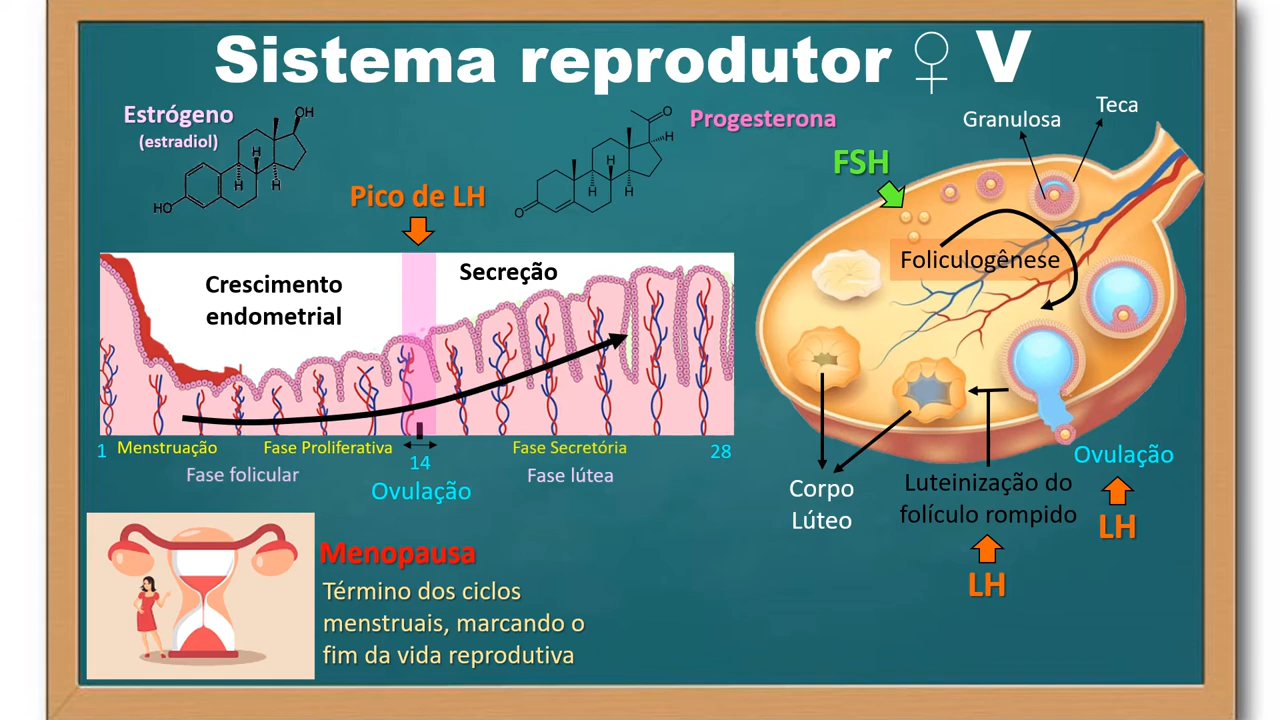 Sistema reprodutor ♀ V
Estrógeno
(estradiol)
OH
H
H
H
H
HO
Pico de LH
Progesterona
O
H
H
H
H
O
Granulosa
Teca
FSH
Foliculogênese
Crescimento
endometrial
Secreção
1
Menstruação
Fase Proliferativa
Fase Secretória
28
Fase folicular
14
Fase lútea
Ovulação
Corpo
Lúteo
Luteinização do
folículo rompido
LH
Ovulação
LH
Menopausa
Término dos ciclos
menstruais, marcando o
fim da vida reprodutiva